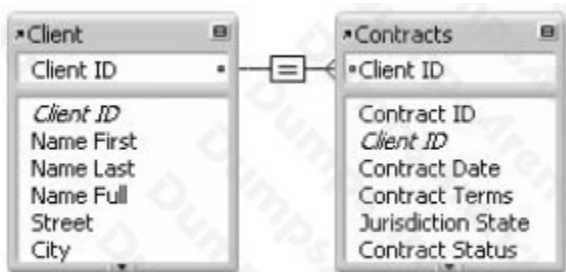 Client
Client ID
Client ID
Name First
Name Last
Name Full
Street
City
=
Contracts
Client ID
Contract ID
Client ID
Contract Date
Contract Terms
Jurisdiction State
Contract Status